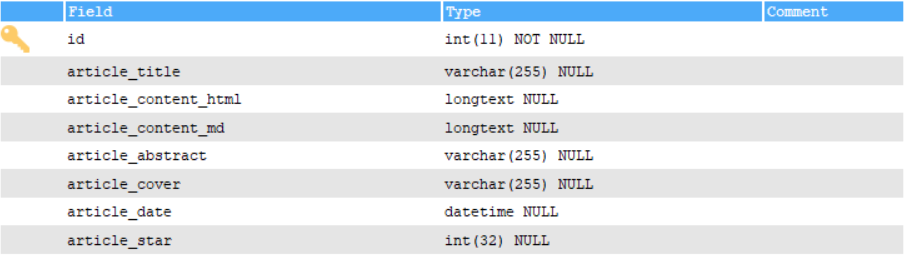 Field Type Comment
id int(11) NOT NULL
article_title varchar(255) NULL
article_content_html longtext NULL
article_content_md longtext NULL
article_abstract varchar(255) NULL
article_cover varchar(255) NULL
article_date datetime NULL
article_star int(32) NULL